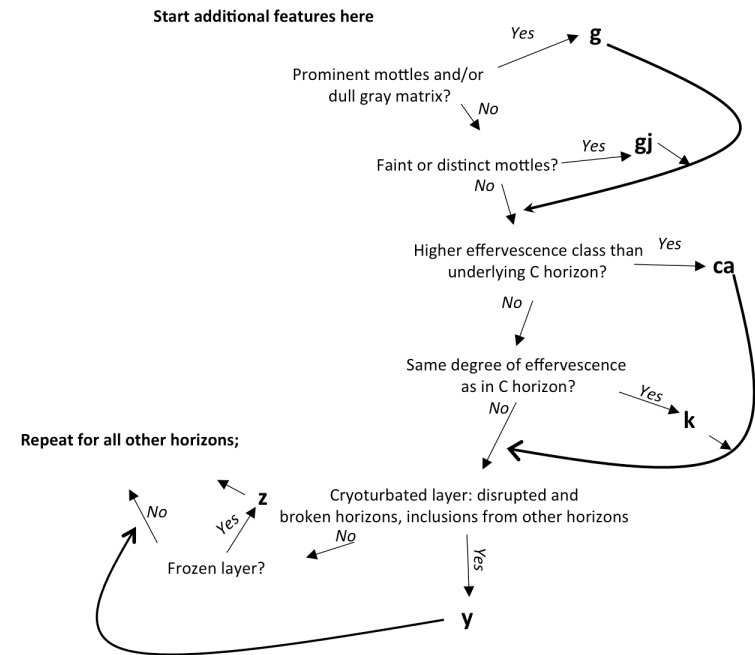 Start additional features here
Yes
g
Prominent mottles and/or
dull gray matrix?
No
Yes
gj
Faint or distinct mottles?
No
Higher effervescence class than
underlying C horizon?
Yes
ca
No
Same degree of effervescence
as in C horizon?
Yes
k
No
Repeat for all other horizons;
Cryoturbated layer: disrupted and
broken horizons, inclusions from other horizons
z
No
Yes
No
Frozen layer?
Yes
y